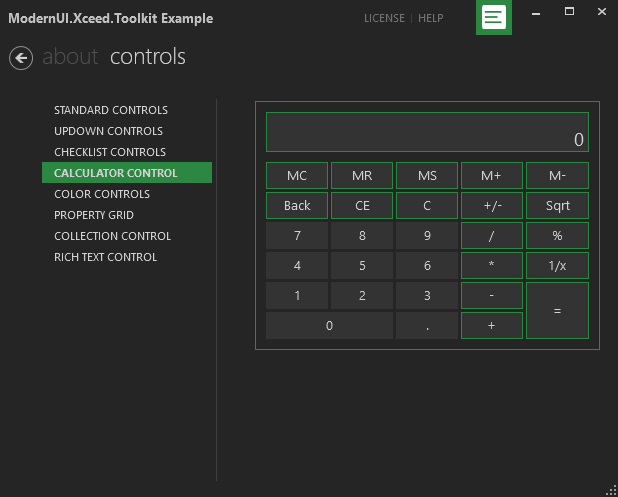 ModernUI.Xceed.Toolkit Example
LICENSE | HELP
about controls
STANDARD CONTROLS
UPDOWN CONTROLS
CHECKLIST CONTROLS
CALCULATOR CONTROL
COLOR CONTROLS
PROPERTY GRID
COLLECTION CONTROL
RICH TEXT CONTROL
0
MC MR MS M+ M-
Back CE C +/- Sqrt
7 8 9 / %
4 5 6 * 1/x
1 2 3 - =
0 . +